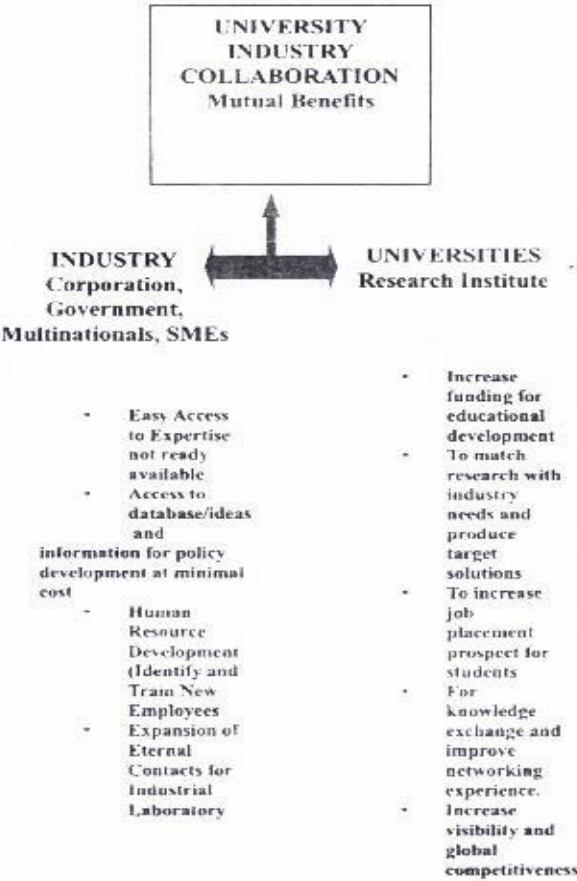 UNIVERSITY
INDUSTRY
COLLABORATION
Mutual Benefits
INDUSTRY
Corporation,
Government,
Multinationals, SMEs
UNIVERSITIES
Research Institute
- Easy Access
to Expertise
not ready
available
- Access to
database/ideas
and
information for policy
development at minimal
cost
- Human
Resource
Development
(Identify and
Train New
Employees
- Expansion of
Eternal
Contacts for
Industrial
Laboratory
- Increase
funding for
educational
development
- To match
research with
industry
needs and
produce
target
solutions
- To increase
job
placement
prospect for
students
- For
knowledge
exchange and
improve
networking
experience.
- Increase
visibility and
global
competitiveness